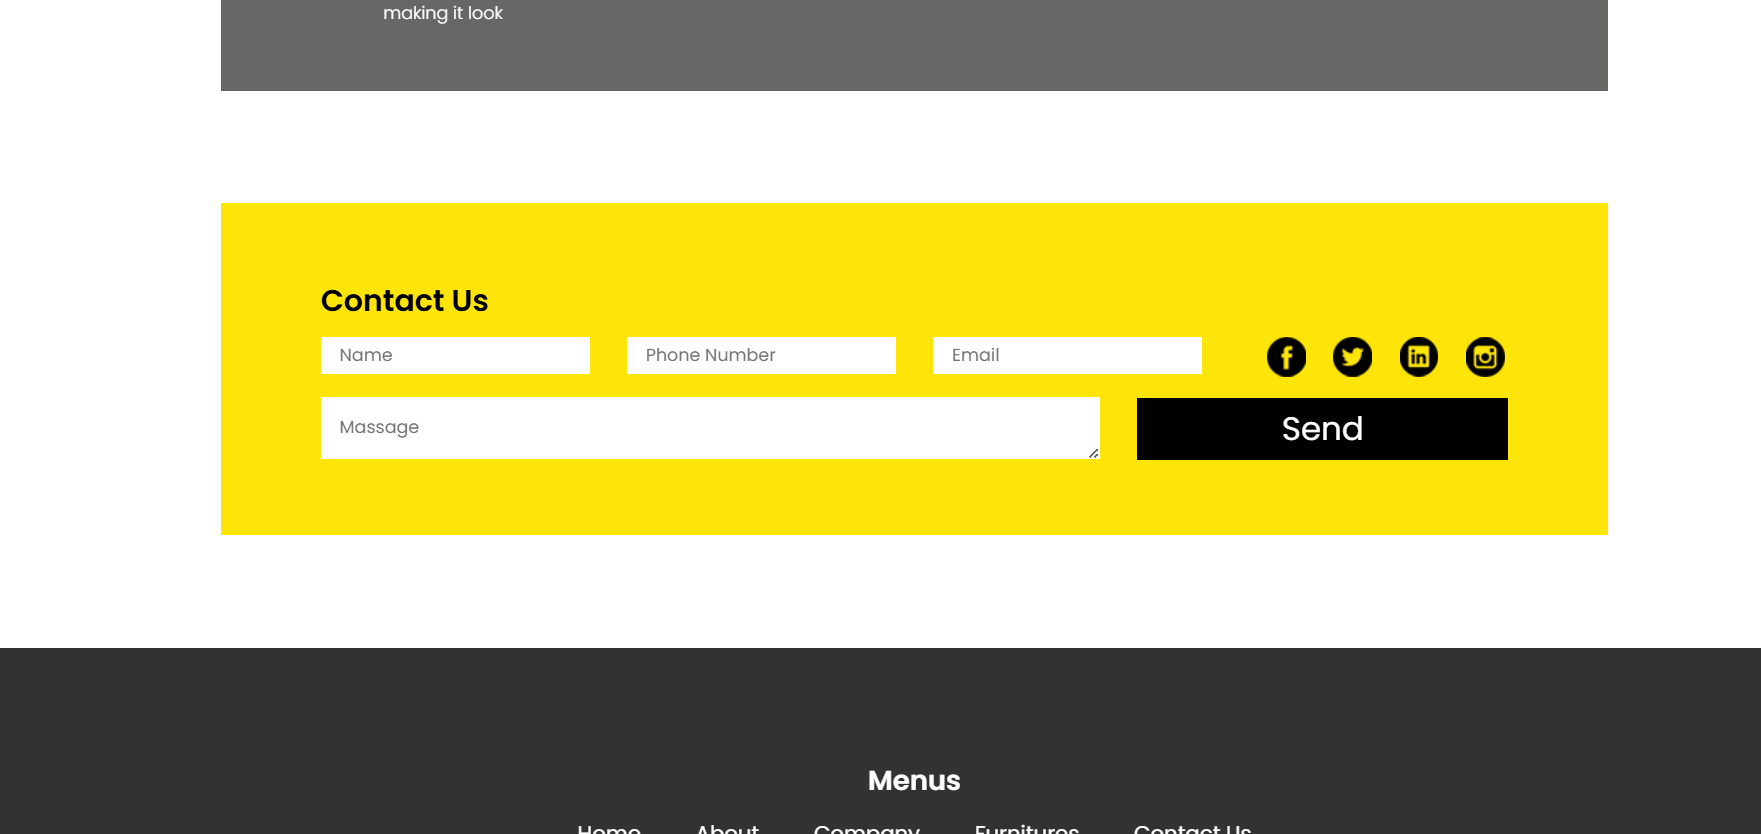 making it look
Contact Us
Name Phone Number Email
Massage Send
Menus
Home About Company Furnitures Contact Us